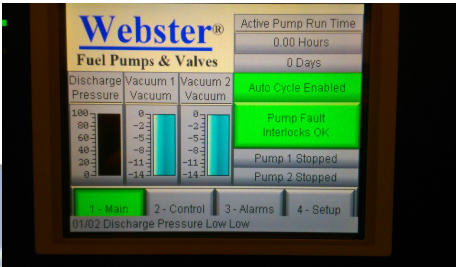 Webster®
Fuel Pumps & Valves
Active Pump Run Time
0.00 Hours
0 Days
Discharge Pressure
Vacuum 1 Vacuum
Vacuum 2 Vacuum
Auto Cycle Enabled
100
80
60
40
20
0
0
-2
-5
-8
-11
-14
0
-2
-5
-8
-11
-14
Pump Fault
Interlocks OK
Pump 1 Stopped
Pump 2 Stopped
1 - Main
2 - Control
3 - Alarms
4 - Setup
01/02 Discharge Pressure Low Low